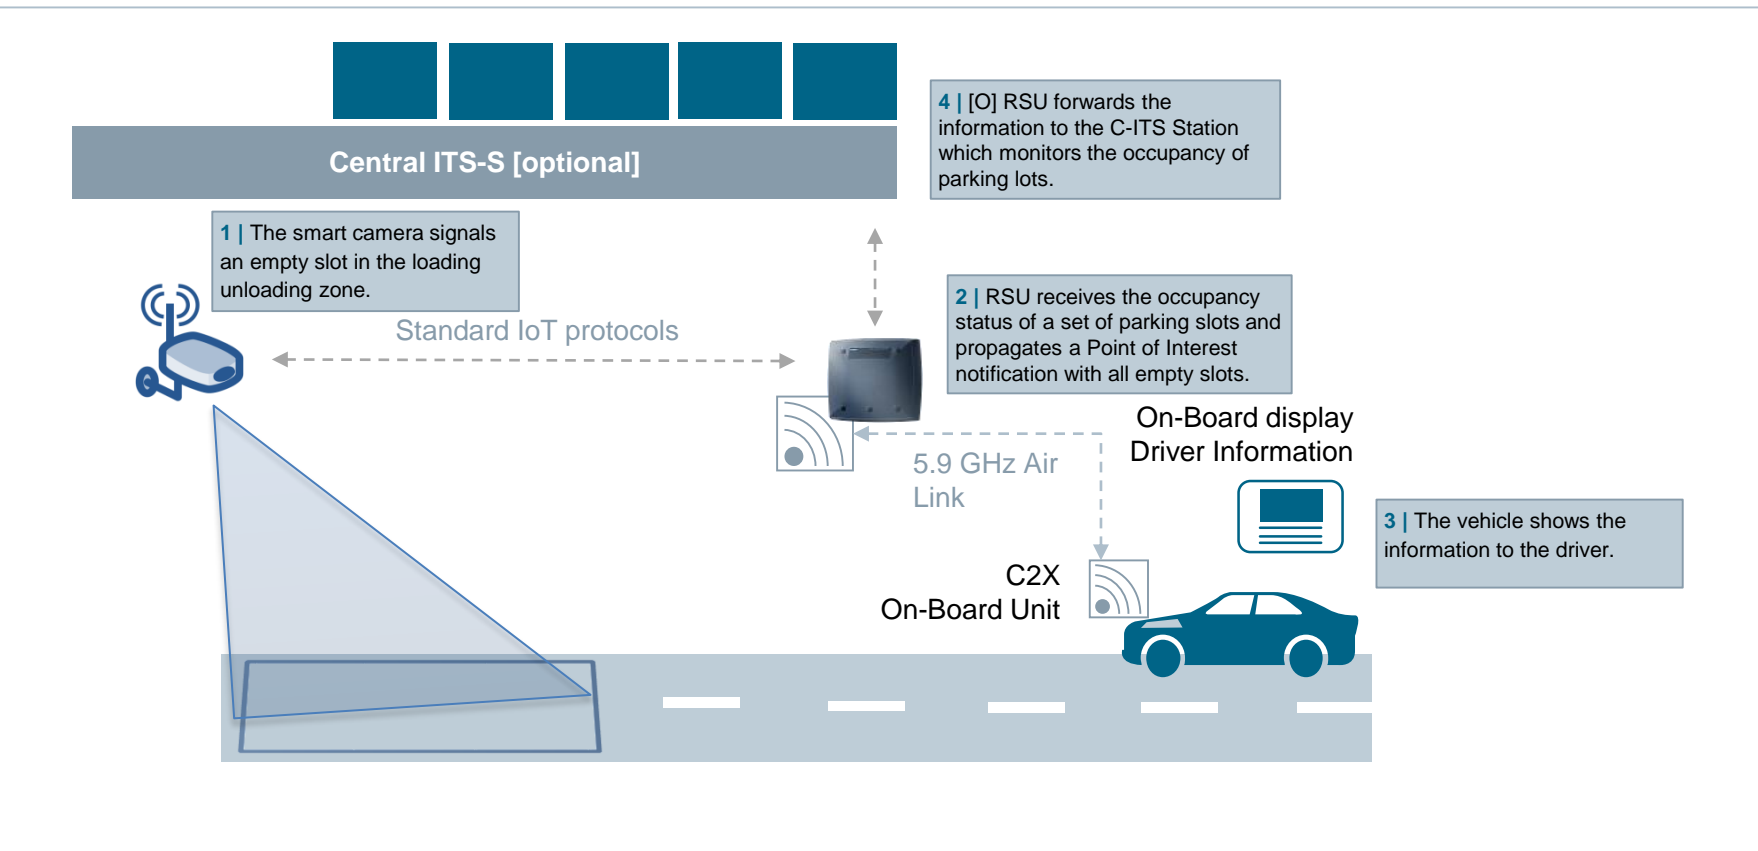 Central ITS-S [optional]
4 | [O] RSU forwards the
information to the C-ITS Station
which monitors the occupancy of
parking lots.
1 | The smart camera signals
an empty slot in the loading
unloading zone.
Standard IoT protocols
2 | RSU receives the occupancy
status of a set of parking slots and
propagates a Point of Interest
notification with all empty slots.
On-Board display
Driver Information
5.9 GHz Air
Link
3 | The vehicle shows the
information to the driver.
C2X
On-Board Unit